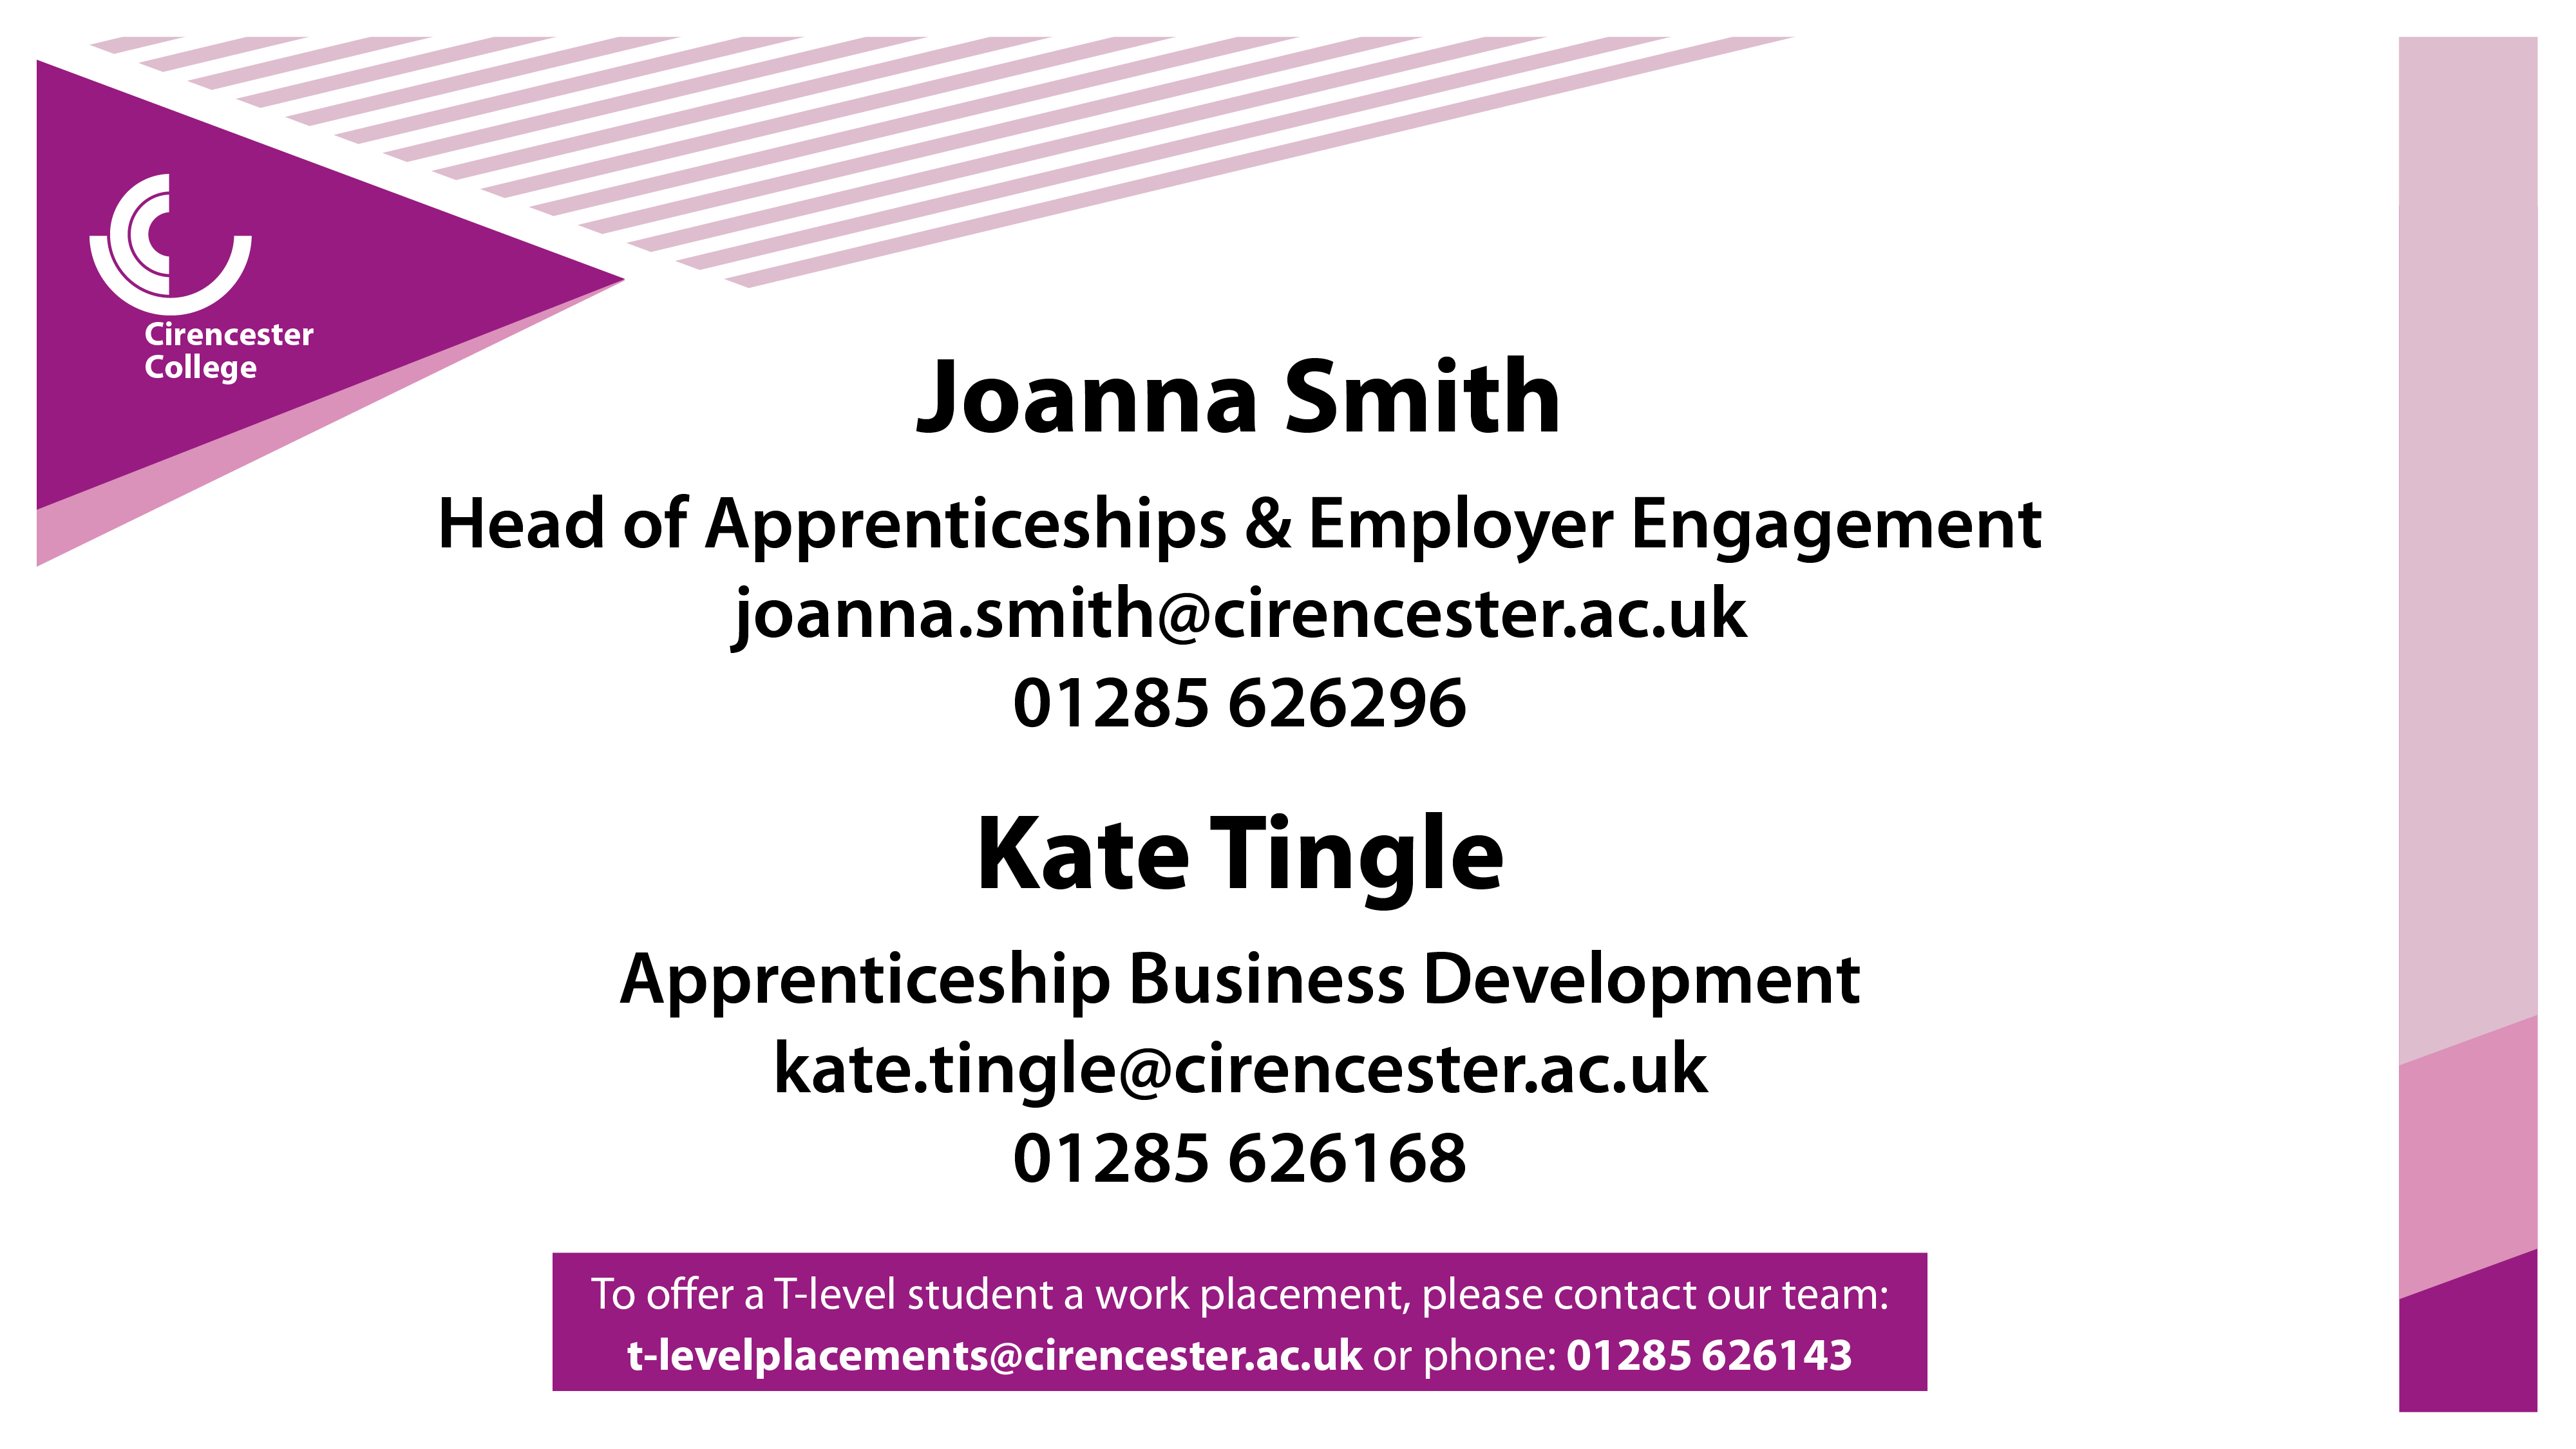 Cirencester
College
Joanna Smith
Head of Apprenticeships & Employer Engagement
joanna.smith@cirencester.ac.uk
01285 626296
Kate Tingle
Apprenticeship Business Development
kate.tingle@cirencester.ac.uk
01285 626168
To offer a T-level student a work placement, please contact our team:
t-levelplacements@cirencester.ac.uk or phone: 01285 626143